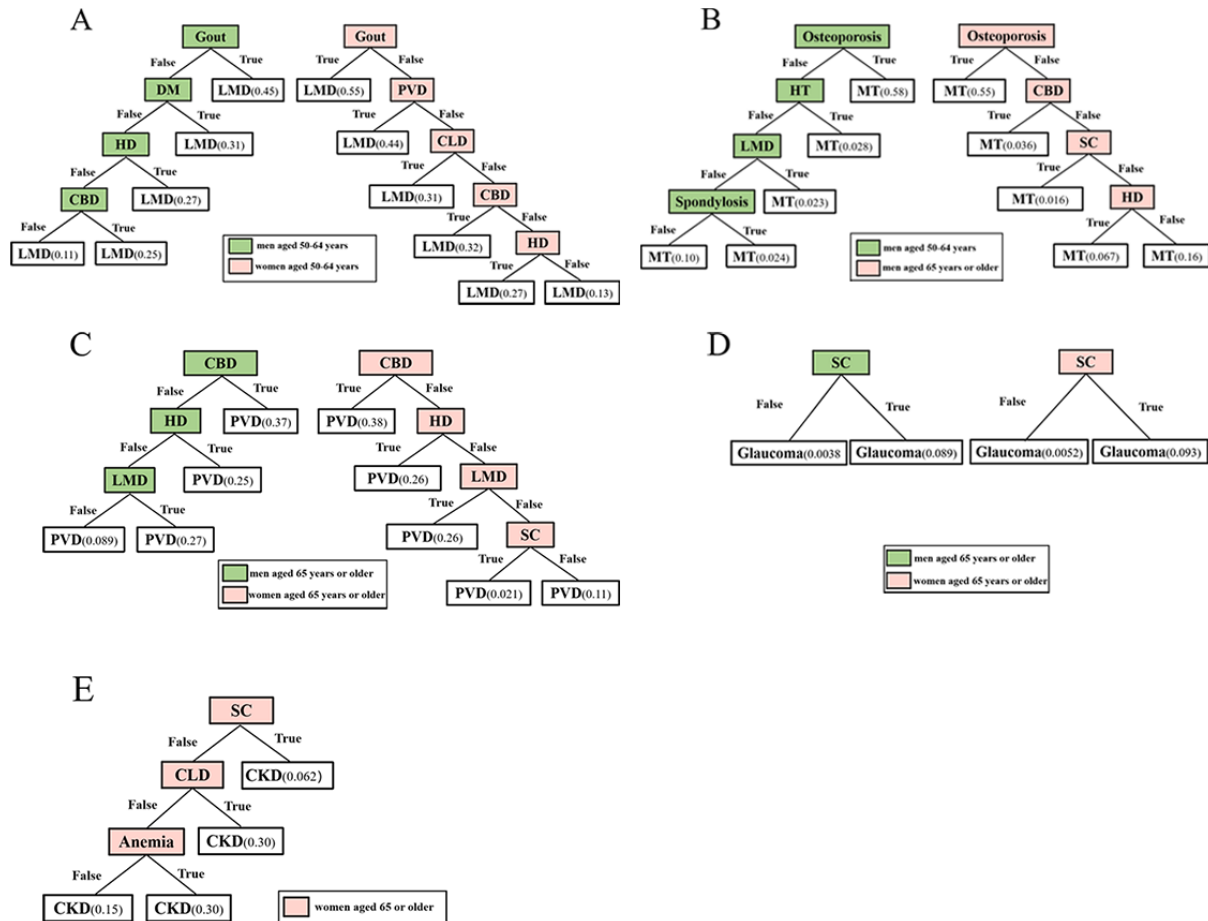 A
Gout
False
True
DM
LMD(0.45)
False
True
HD
LMD(0.31)
False
True
CBD
LMD(0.27)
False
True
LMD(0.11)
LMD(0.25)
Gout
True
False
LMD(0.55)
PVD
True
False
LMD(0.44)
CLD
True
False
LMD(0.31)
CBD
True
False
LMD(0.32)
HD
True
False
LMD(0.27)
LMD(0.13)
men aged 50-64 years
women aged 50-64 years
B
Osteoporosis
False
True
HT
MT(0.58)
False
True
LMD
MT(0.028)
False
True
Spondylosis
MT(0.023)
False
True
MT(0.10)
MT(0.024)
Osteoporosis
True
False
MT(0.55)
CBD
True
False
MT(0.036)
SC
True
False
MT(0.016)
HD
True
False
MT(0.067)
MT(0.16)
men aged 50-64 years
men aged 65 years or older
C
CBD
False
True
HD
PVD(0.37)
False
True
LMD
PVD(0.25)
False
True
PVD(0.089)
PVD(0.27)
CBD
True
False
PVD(0.38)
HD
True
False
PVD(0.26)
LMD
True
False
PVD(0.26)
SC
True
False
PVD(0.021)
PVD(0.11)
men aged 65 years or older
women aged 65 years or older
D
SC
False
True
Glaucoma(0.0038
Glaucoma(0.089)
SC
False
True
Glaucoma(0.0052)
Glaucoma(0.093)
men aged 65 years or older
women aged 65 years or older
E
SC
False
True
CLD
CKD(0.062)
False
True
Anemia
CKD(0.30)
False
True
CKD(0.15)
CKD(0.30)
women aged 65 or older